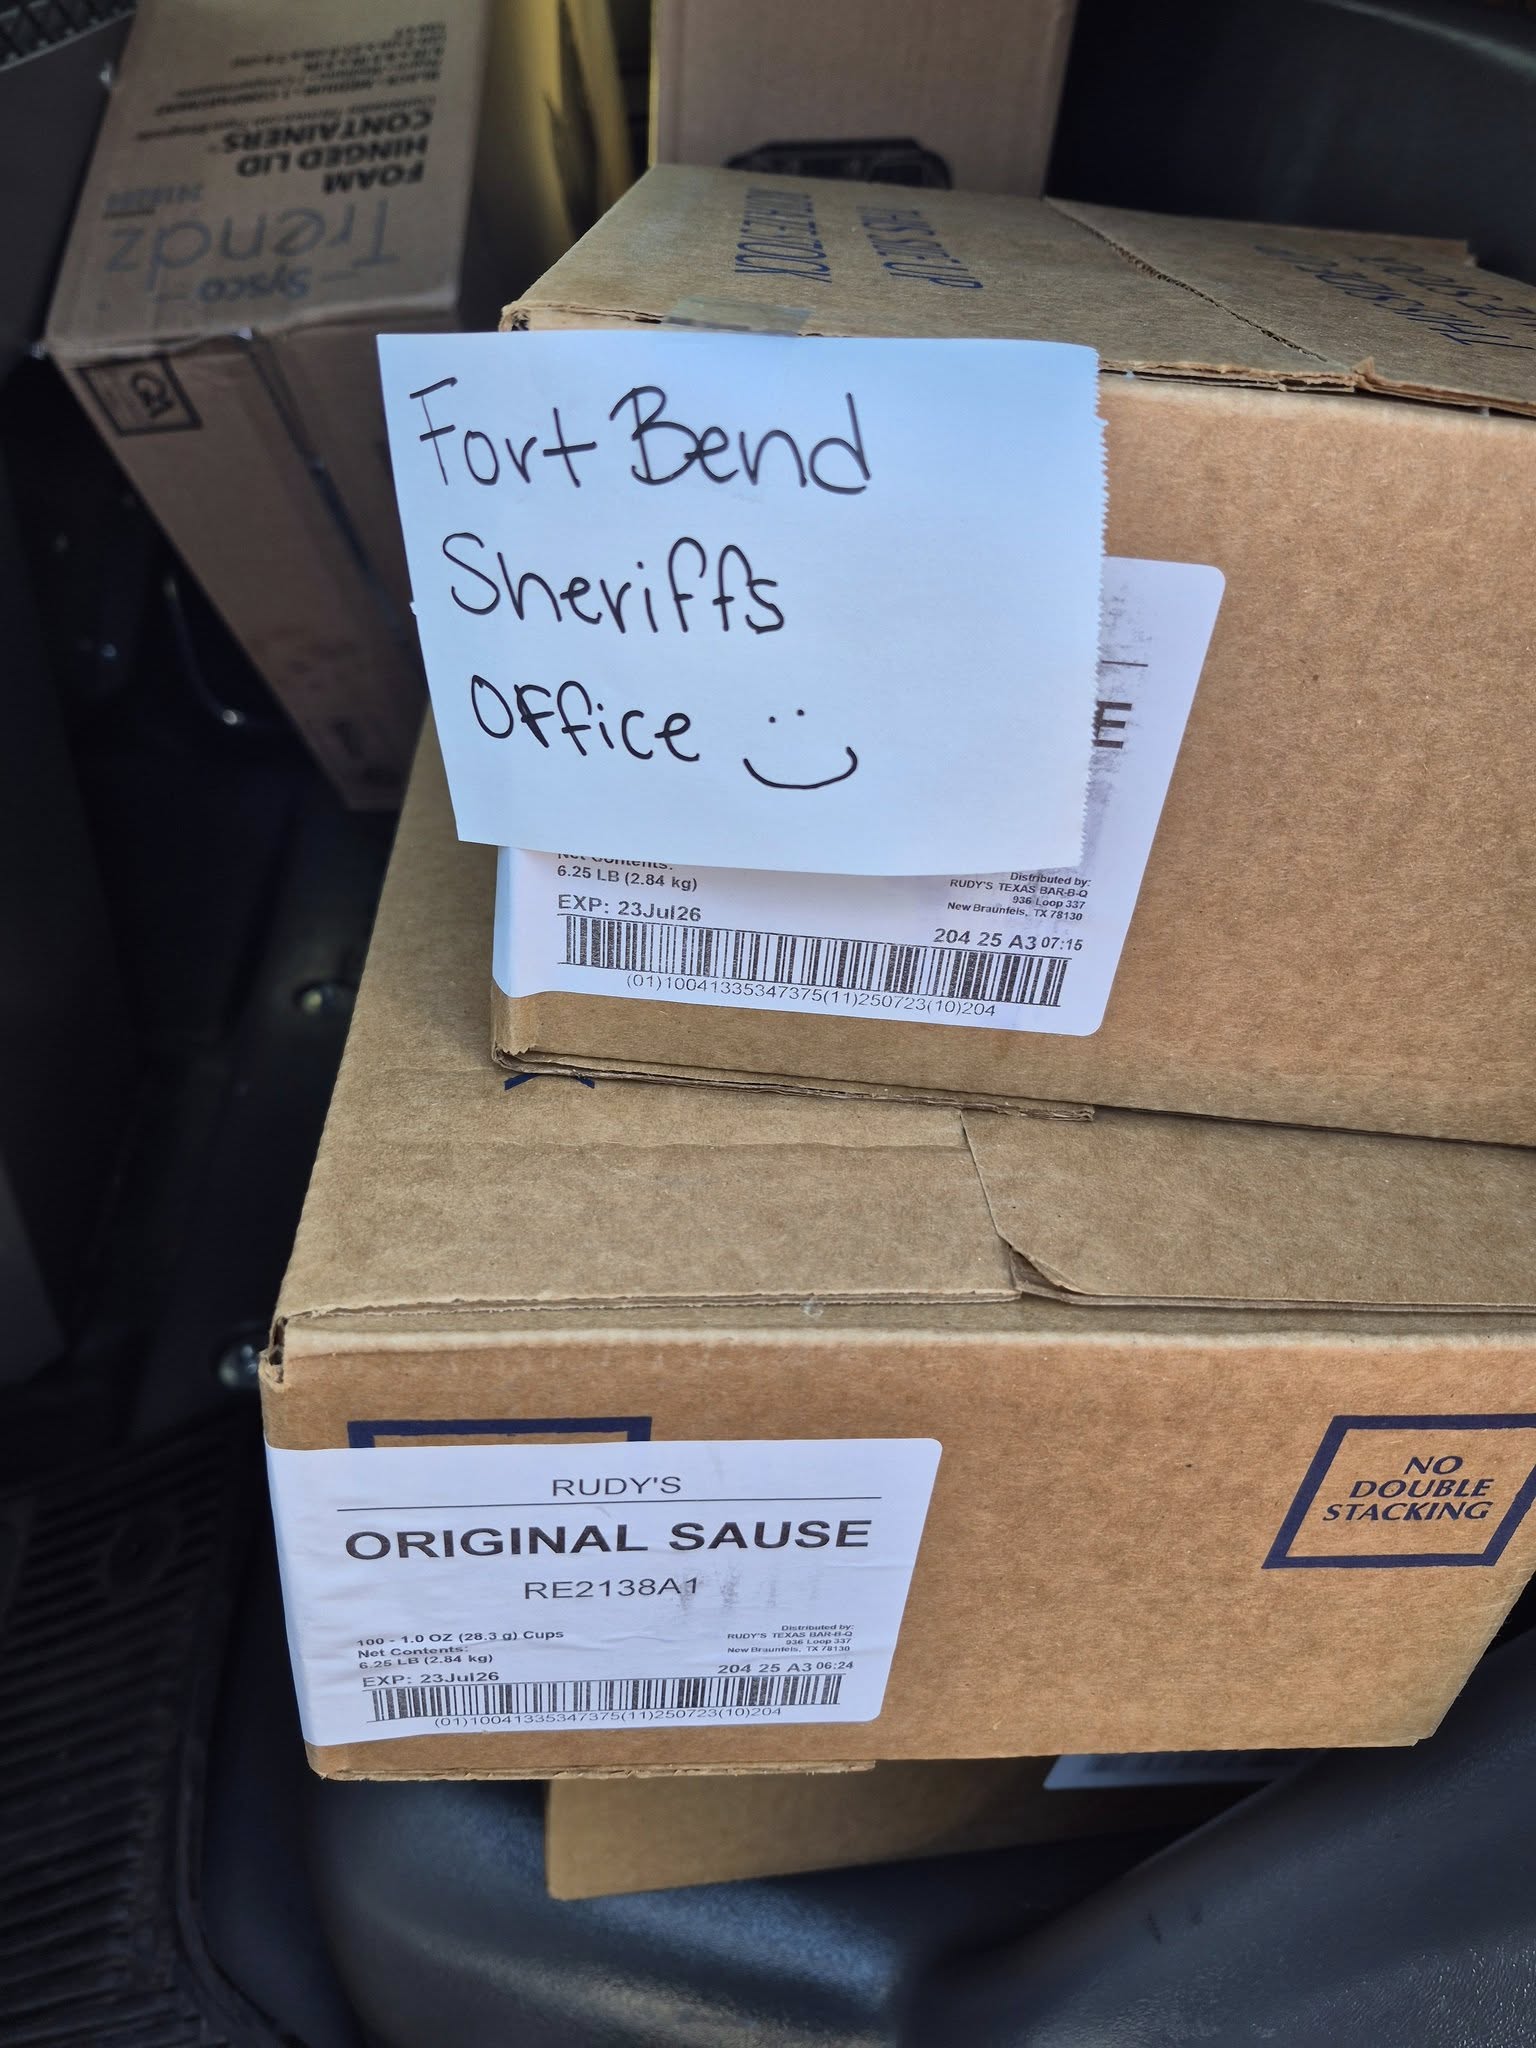 Sysco
Trendz
2416284
FOAM
HINGED LID
CONTAINERS
THIS SIDE UP
Fort Bend
Sheriffs
Office
Net Contents:
6.25 LB (2.84 kg)
EXP: 23Jul26
Distributed by:
RUDY'S TEXAS BAR-B-Q
936 Loop 337
New Braunfels, TX 78130
204 25 A3 07:15
(01)10041335347375(11)250723(10)204
RUDY'S
ORIGINAL SAUSE
RE2138A1
100 - 1.0 OZ (28.3 g) Cups
Net Contents:
6.25 LB (2.84 kg)
EXP: 23Jul26
Distributed by:
RUDY'S TEXAS BAR-B-Q
936 Loop 337
New Braunfels, TX 78130
204 25 A3 06:24
(01)10041335347375(11)250723(10)204
NO
DOUBLE
STACKING